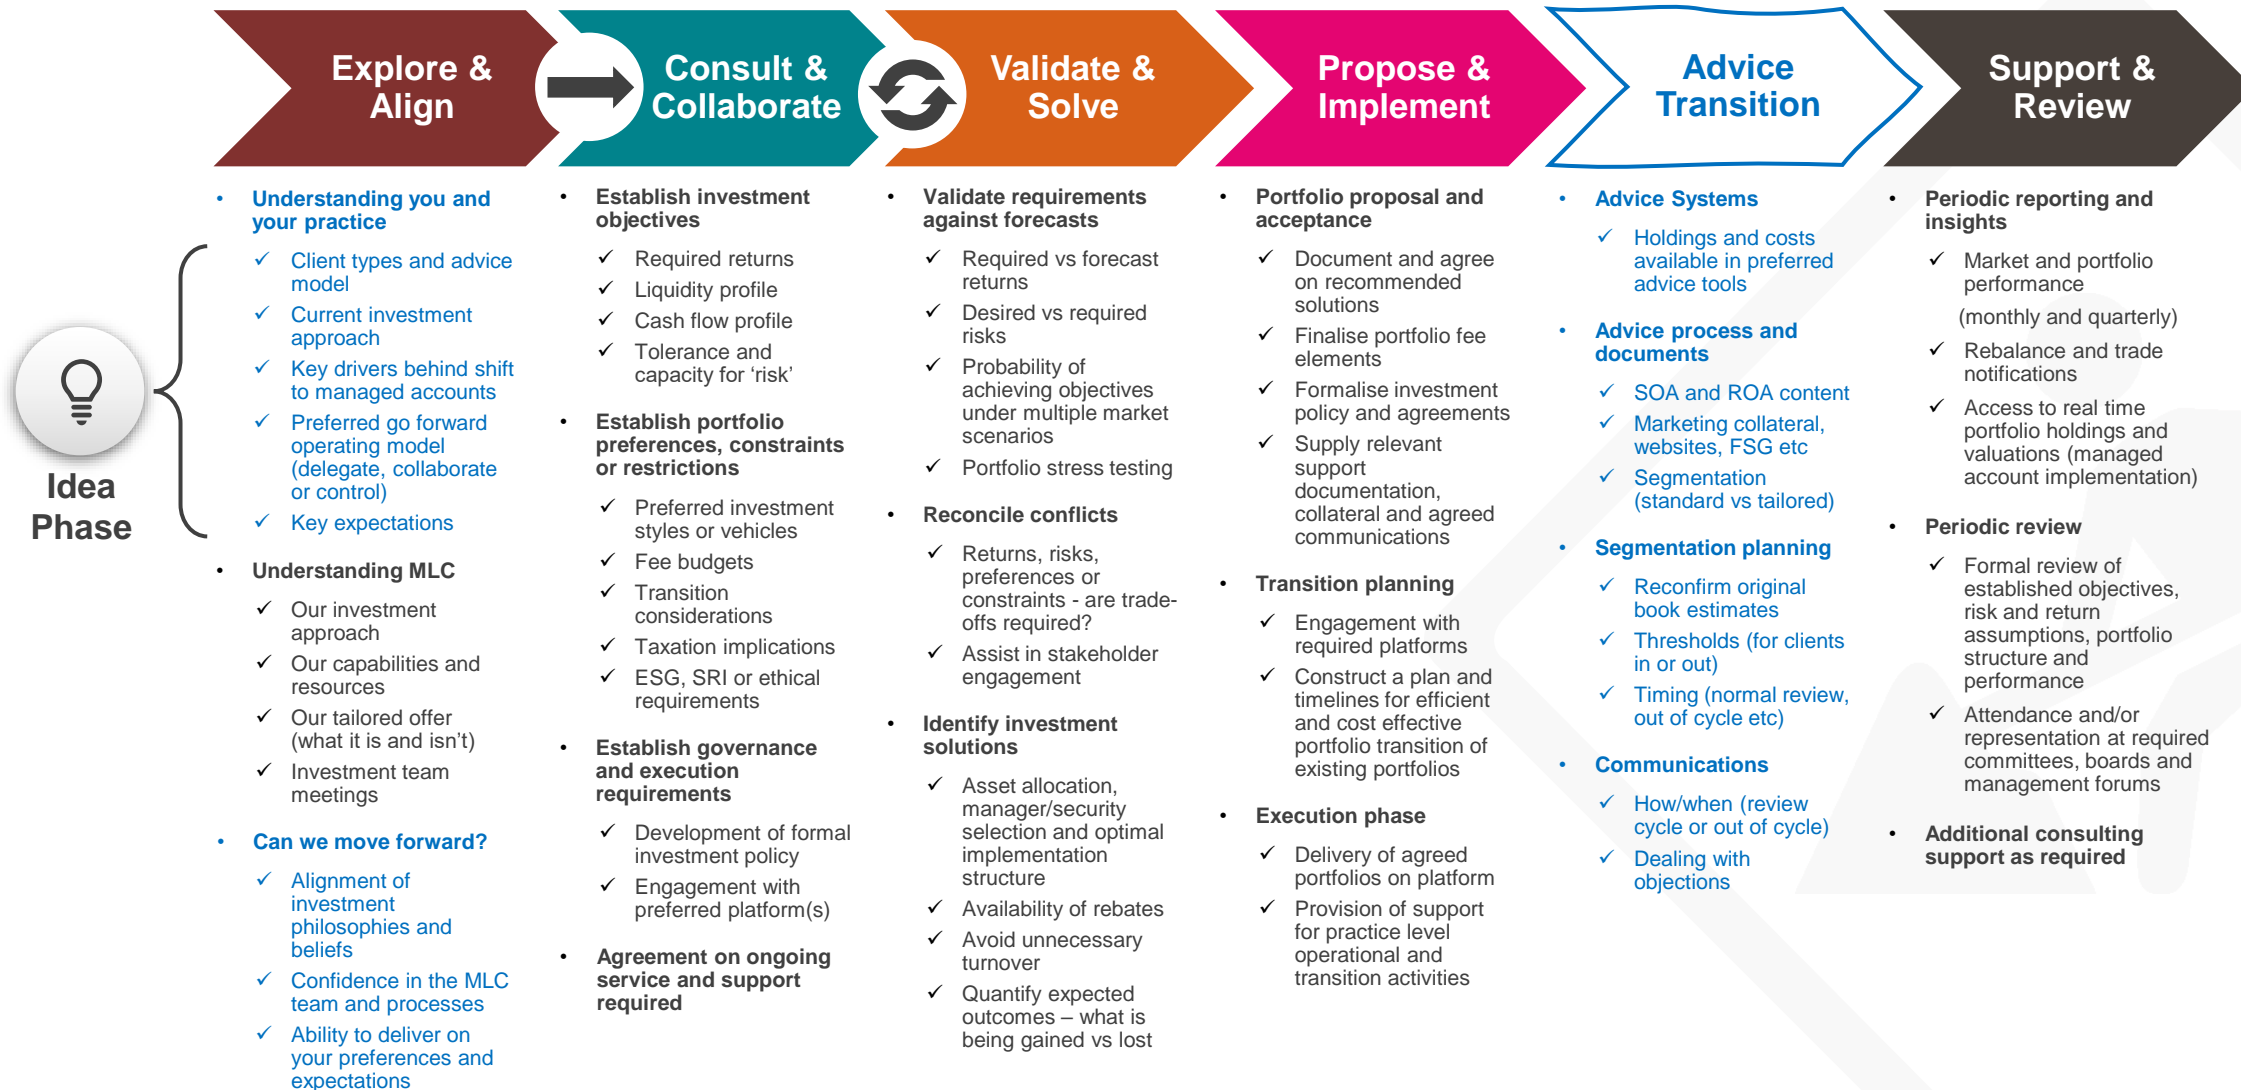 Explore &
Align
Consult &
Collaborate
Validate &
Solve
Propose &
Implement
Advice
Transition
Support &
Review
Idea
Phase
• Understanding you and
your practice
✓ Client types and advice
model
✓ Current investment
approach
✓ Key drivers behind shift
to managed accounts
✓ Preferred go forward
operating model
(delegate, collaborate
or control)
✓ Key expectations
• Understanding MLC
✓ Our investment
approach
✓ Our capabilities and
resources
✓ Our tailored offer
(what it is and isn't)
✓ Investment team
meetings
• Can we move forward?
✓ Alignment of
investment
philosophies and
beliefs
✓ Confidence in the MLC
team and processes
✓ Ability to deliver on
your preferences and
expectations
• Establish investment
objectives
✓ Required returns
✓ Liquidity profile
✓ Cash flow profile
✓ Tolerance and
capacity for ‘risk’
• Establish portfolio
preferences, constraints
or restrictions
✓ Preferred investment
styles or vehicles
✓ Fee budgets
✓ Transition
considerations
✓ Taxation implications
✓ ESG, SRI or ethical
requirements
• Establish governance
and execution
requirements
✓ Development of formal
investment policy
✓ Engagement with
preferred platform(s)
• Agreement on ongoing
service and support
required
• Validate requirements
against forecasts
✓ Required vs forecast
returns
✓ Desired vs required
risks
✓ Probability of
achieving objectives
under multiple market
scenarios
✓ Portfolio stress testing
• Reconcile conflicts
✓ Returns, risks,
preferences or
constraints - are trade-
offs required?
✓ Assist in stakeholder
engagement
• Identify investment
solutions
✓ Asset allocation,
manager/security
selection and optimal
implementation
structure
✓ Availability of rebates
✓ Avoid unnecessary
turnover
✓ Quantify expected
outcomes – what is
being gained vs lost
• Portfolio proposal and
acceptance
✓ Document and agree
on recommended
solutions
✓ Finalise portfolio fee
elements
✓ Formalise investment
policy and agreements
✓ Supply relevant
support
documentation,
collateral and agreed
communications
• Transition planning
✓ Engagement with
required platforms
✓ Construct a plan and
timelines for efficient
and cost effective
portfolio transition of
existing portfolios
• Execution phase
✓ Delivery of agreed
portfolios on platform
✓ Provision of support
for practice level
operational and
transition activities
• Advice Systems
✓ Holdings and costs
available in preferred
advice tools
• Advice process and
documents
✓ SOA and ROA content
✓ Marketing collateral,
websites, FSG etc
✓ Segmentation
(standard vs tailored)
• Segmentation planning
✓ Reconfirm original
book estimates
✓ Thresholds (for clients
in or out)
✓ Timing (normal review,
out of cycle etc)
• Communications
✓ How/when (review
cycle or out of cycle)
✓ Dealing with
objections
• Periodic reporting and
insights
✓ Market and portfolio
performance
(monthly and quarterly)
✓ Rebalance and trade
notifications
✓ Access to real time
portfolio holdings and
valuations (managed
account implementation)
• Periodic review
✓ Formal review of
established objectives,
risk and return
assumptions, portfolio
structure and
performance
✓ Attendance and/or
representation at required
committees, boards and
management forums
• Additional consulting
support as required